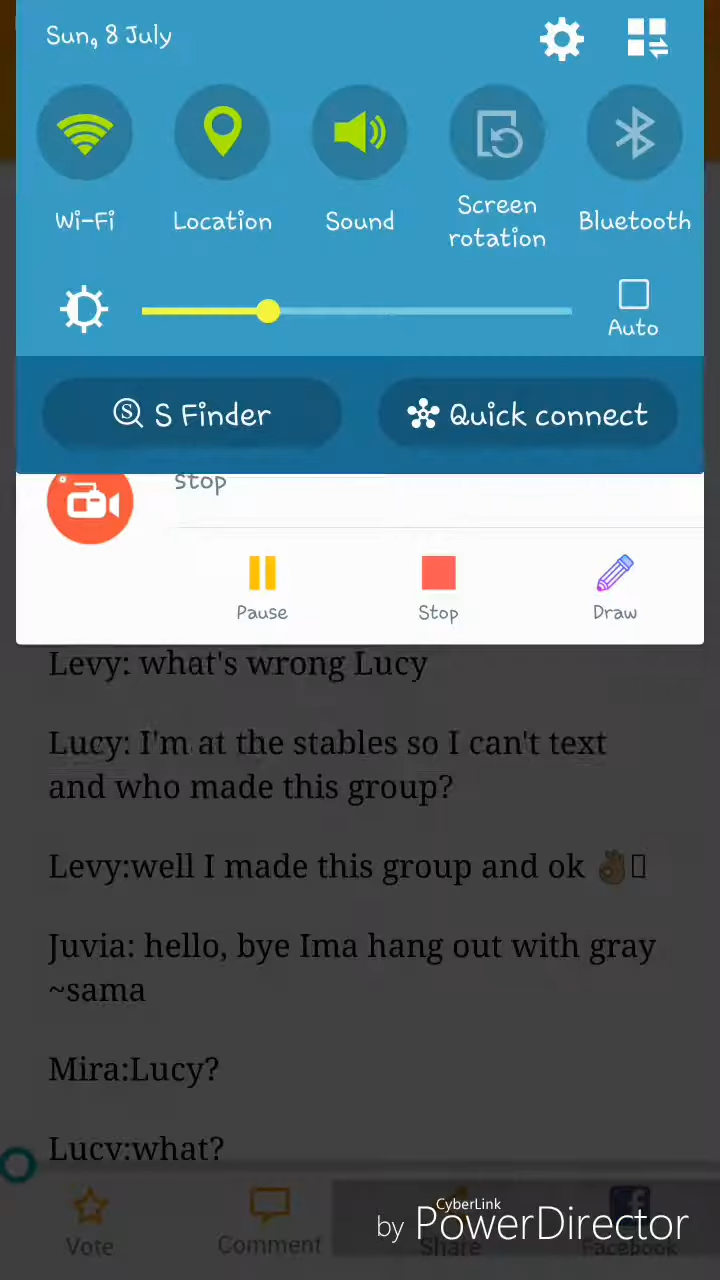 Sun, 8 July
Wi-Fi
Location
Sound
Screen
rotation
Bluetooth
Auto
S Finder
Quick connect
Stop
Pause
Stop
Draw
Levy: what's wrong Lucy
Lucy: I'm at the stables so I can't text
and who made this group?
Levy:well I made this group and ok 👌🏽
Juvia: hello, bye Ima hang out with gray
~sama
Mira:Lucy?
Lucy:what?
Vote
Comment
Share
Facebook
CyberLink
by PowerDirector